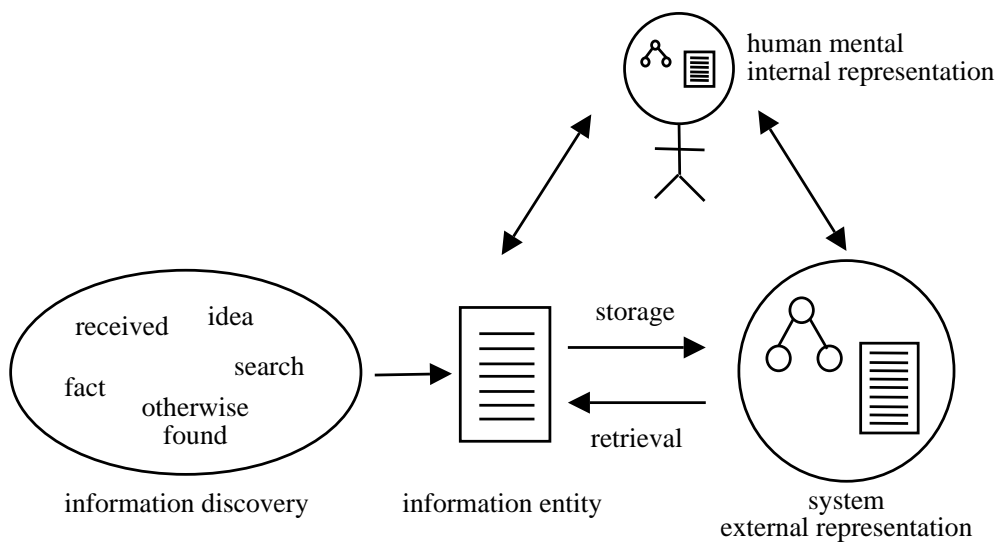 human mental
internal representation
received
idea
search
fact
otherwise
found
storage
retrieval
information discovery
information entity
system
external representation